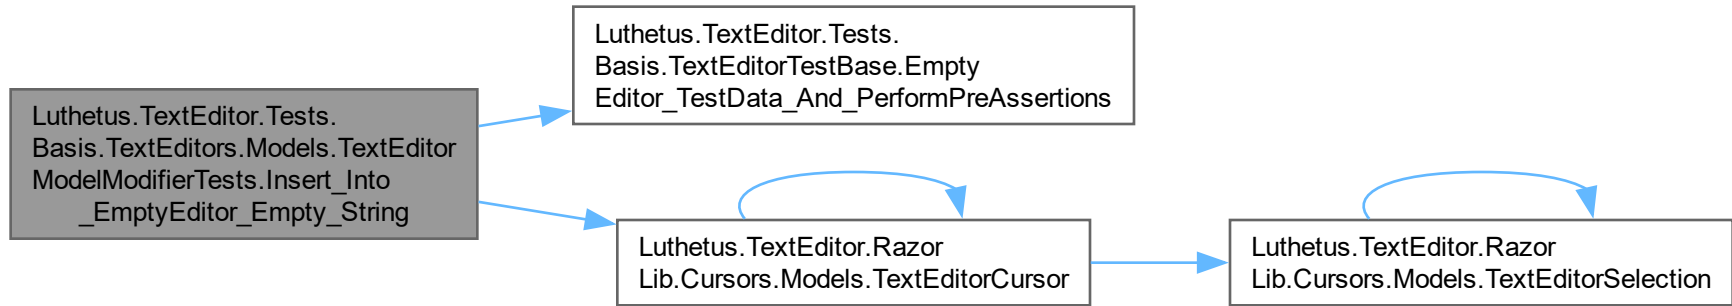 Luthetus.TextEditor.Tests.
Basis.TextEditors.Models.TextEditor
ModelModifierTests.Insert_Into
_EmptyEditor_Empty_String
Luthetus.TextEditor.Tests.
Basis.TextEditorTestBase.Empty
Editor_TestData_And_PerformPreAssertions
Luthetus.TextEditor.Razor
Lib.Cursors.Models.TextEditorCursor
Luthetus.TextEditor.Razor
Lib.Cursors.Models.TextEditorSelection